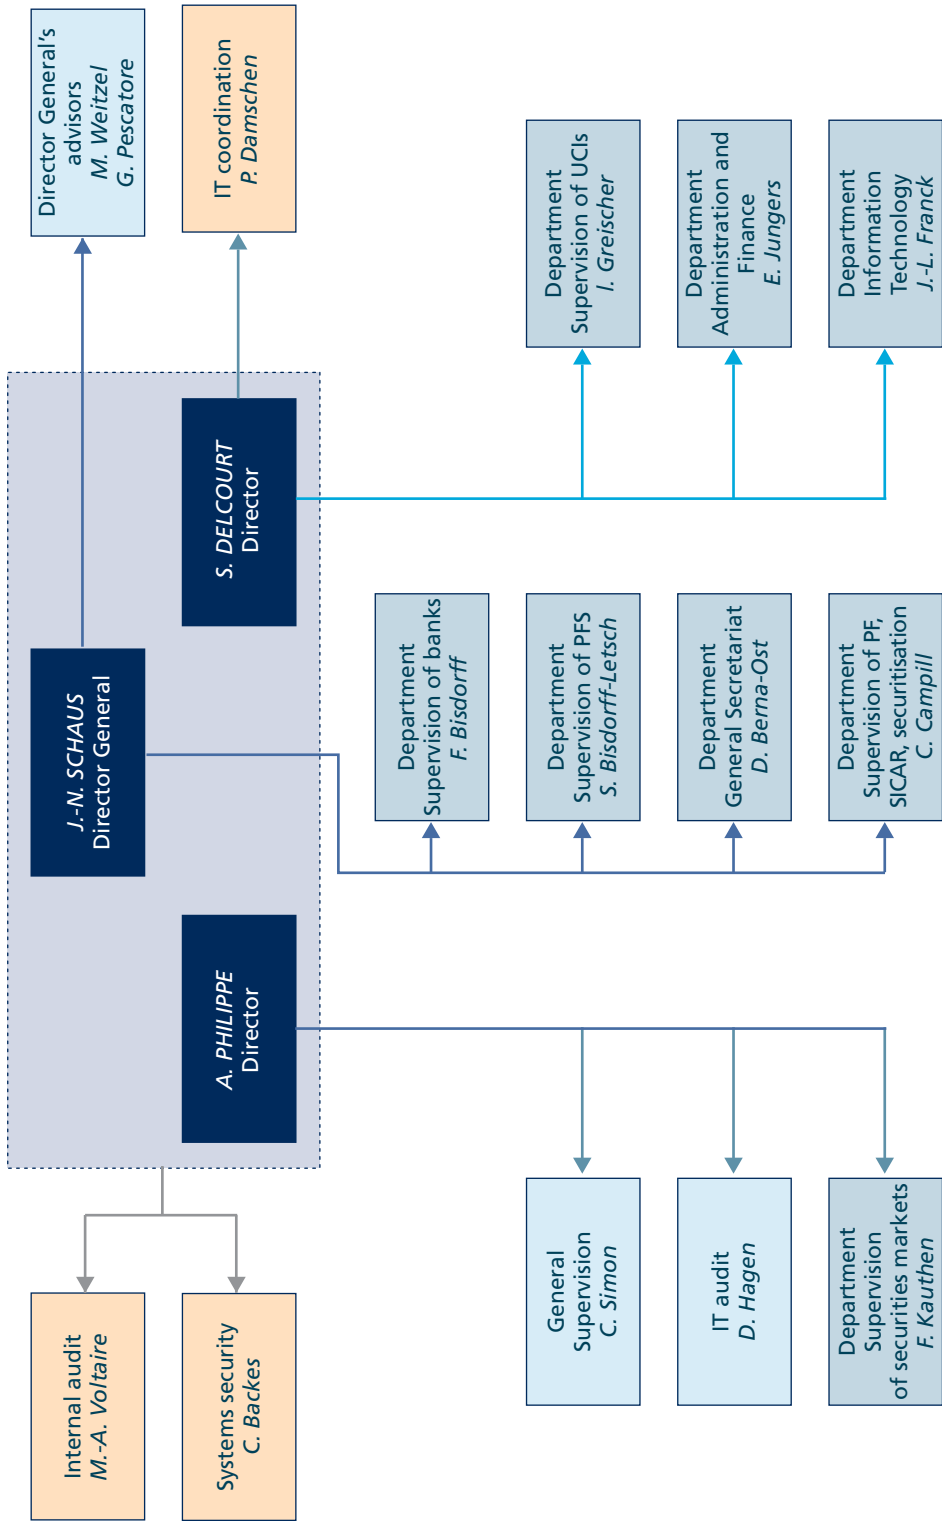 Internal audit
M.-A. Voltaire
Systems security
C. Backes
J.-N. SCHAUS
Director General
A. PHILIPPE
Director
S. DELCOURT
Director
Director General's
advisors
M. Weitzel
G. Pescatore
IT coordination
P. Damschen
General
Supervision
C. Simon
IT audit
D. Hagen
Department
Supervision
of securities markets
F. Kauthen
Department
Supervision of banks
F. Bisdorff
Department
Supervision of PFS
S. Bisdorff-Letsch
Department
General Secretariat
D. Berna-Ost
Department
Supervision of PF,
SICAR, securitisation
C. Campill
Department
Supervision of UCIs
I. Greischer
Department
Administration and
Finance
E. Jungers
Department
Information
Technology
J.-L. Franck